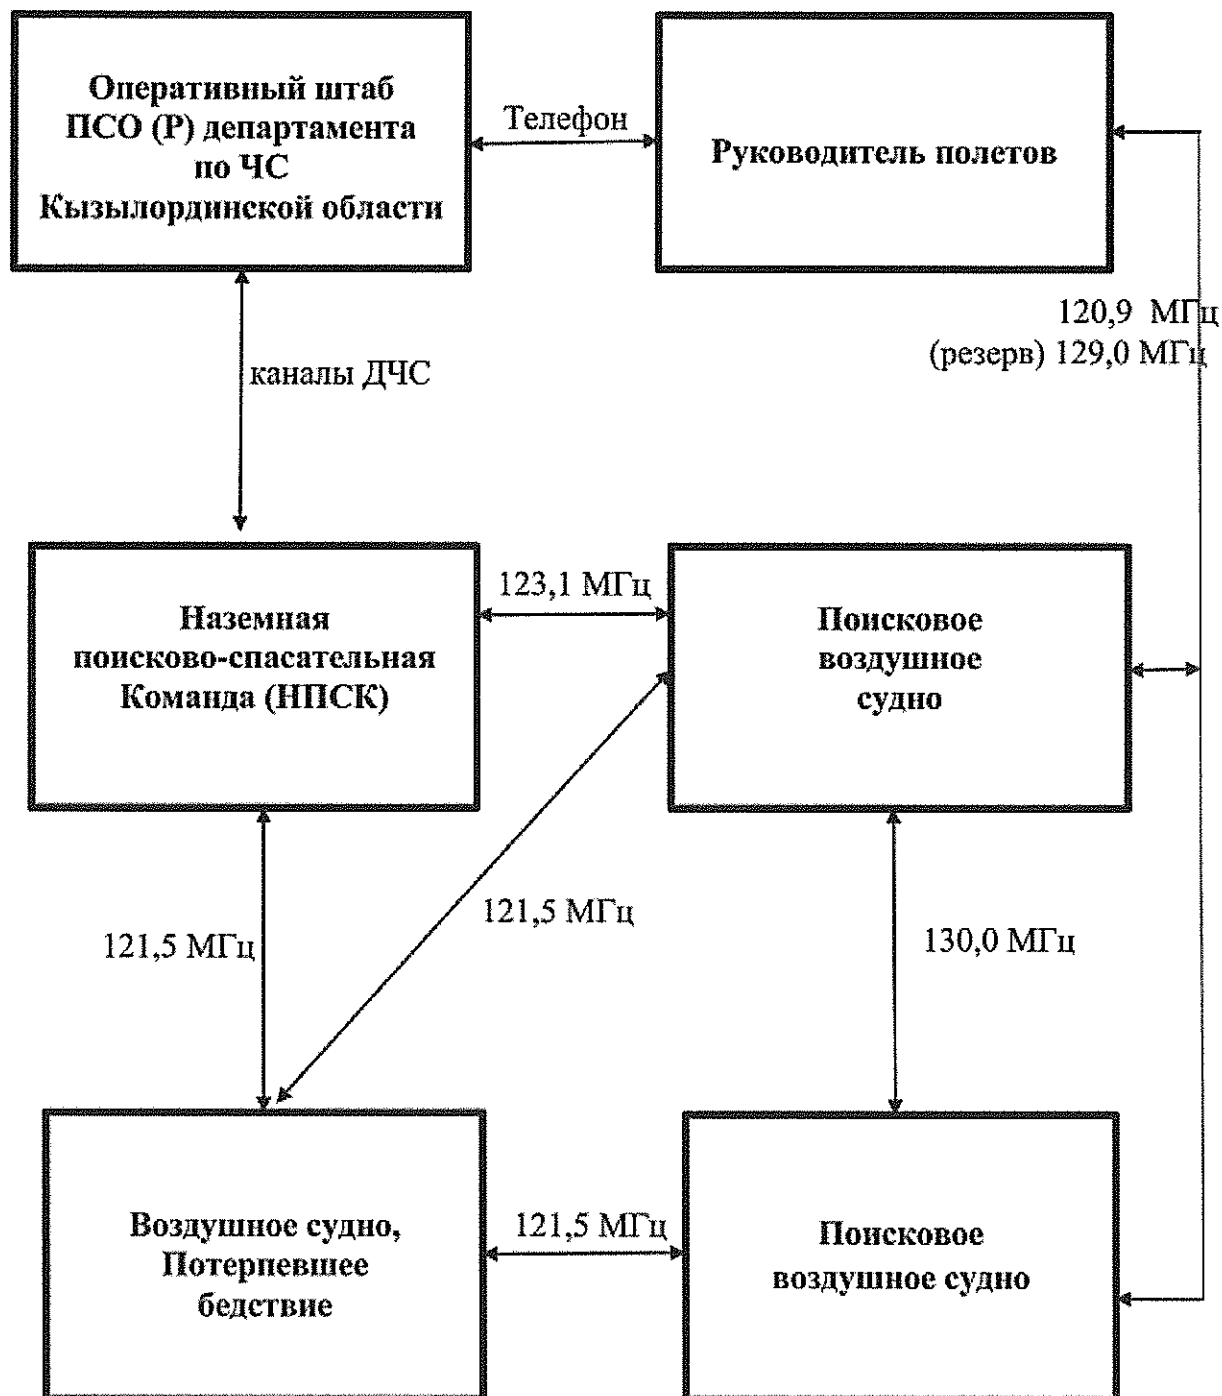 Оперативный штаб
ПСО (Р) департамента
по ЧС
Кызылординской области
Телефон
Руководитель полетов
120,9 МГц
(резерв) 129,0 МГц
каналы ДЧС
Наземная
поисково-спасательная
Команда (НПСК)
123,1 МГц
Поисковое
воздушное
судно
121,5 МГц
121,5 МГц
130,0 МГц
Воздушное судно,
Потерпевшее
бедствие
121,5 МГц
Поисковое
воздушное судно